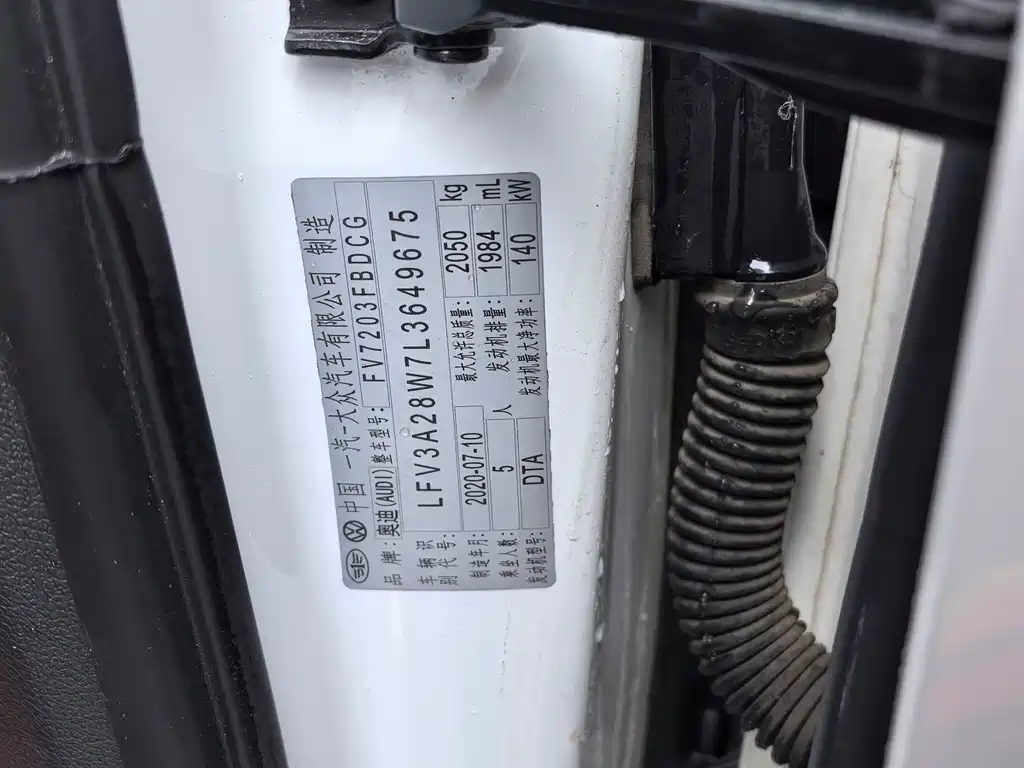 中国 一汽-大众汽车有限公司 制造
品牌 奥迪(AUDI) 整车型号: FV7203FBDCG
车辆识别代号: LFV3A28W7L3649675
制造年月: 2020-07-10 最大允许总质量: 2050 kg
乘坐人数: 5 人 发动机排量: 1984 mL
发动机型号: DTA 发动机最大净功率: 140 kW